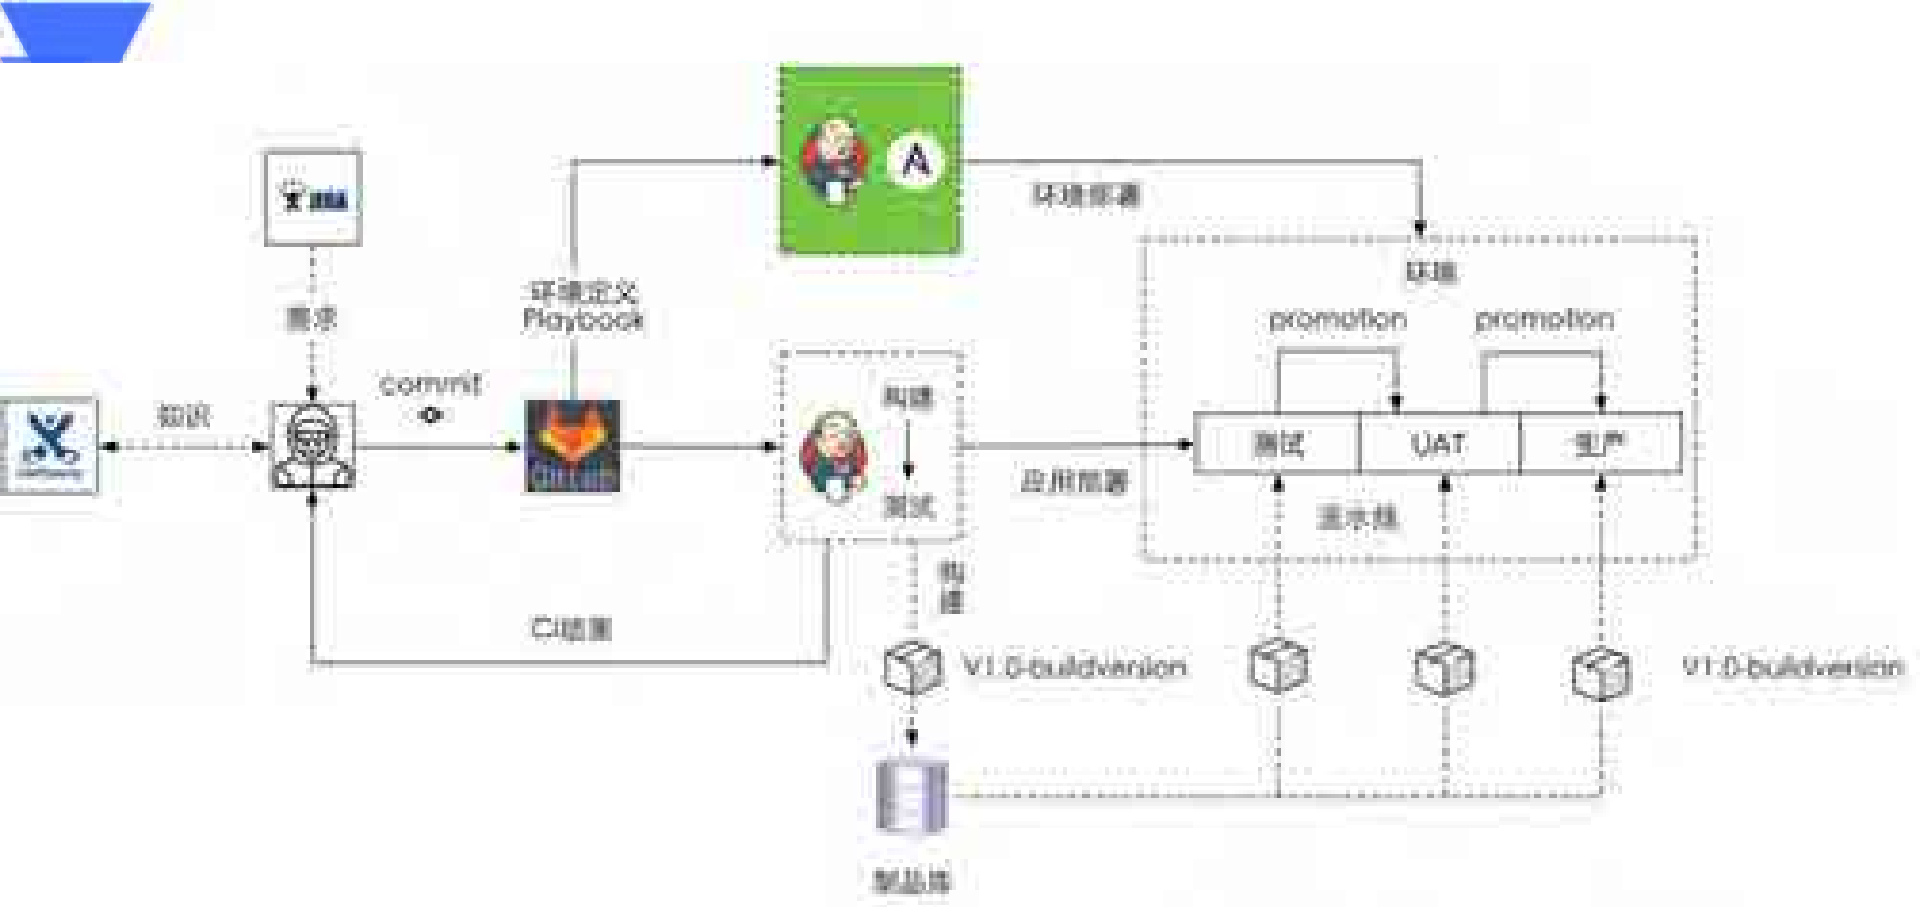 A
环境部署
环境
环境定义
Playbook
promotion
promotion
需求
commit
构建
知识
测试
UAT
生产
应用部署
测试
流水线
构
建
CI结果
V1.0-buildversion
V1.0-buildversion
制品库